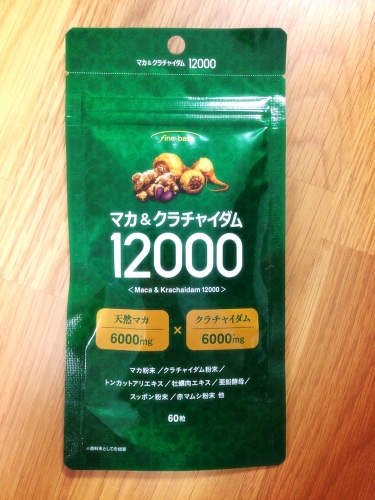 マカ&クラチャイダム 12000
fine base
マカ&クラチャイダム
12000
<Maca & Krachaidam 12000>
天然マカ
6000mg
×
クラチャイダム
6000mg
マカ粉末/クラチャイダム粉末/
トンカットアリエキス/牡蠣肉エキス/亜鉛酵母/
スッポン粉末/赤マムシ粉末 他
60粒